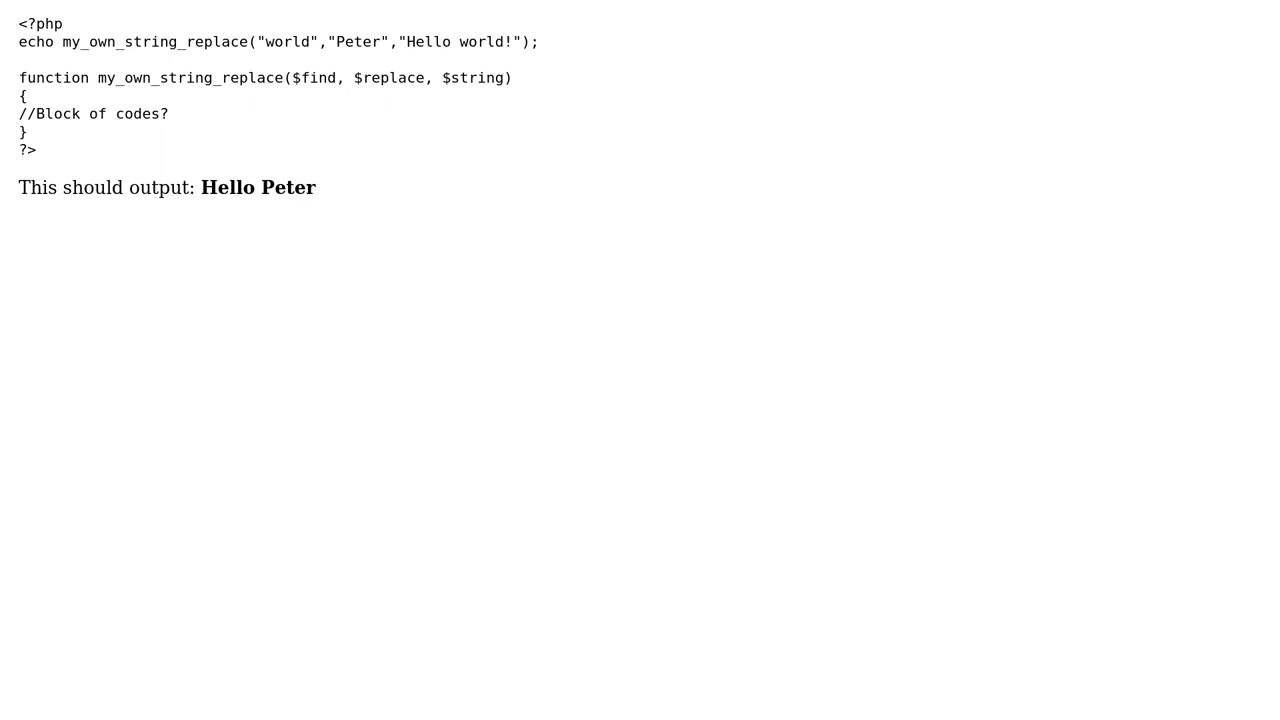 <?php
echo my_own_string_replace("world","Peter","Hello world!");
function my_own_string_replace($find, $replace, $string)
{
//Block of codes?
}
?>
This should output: Hello Peter